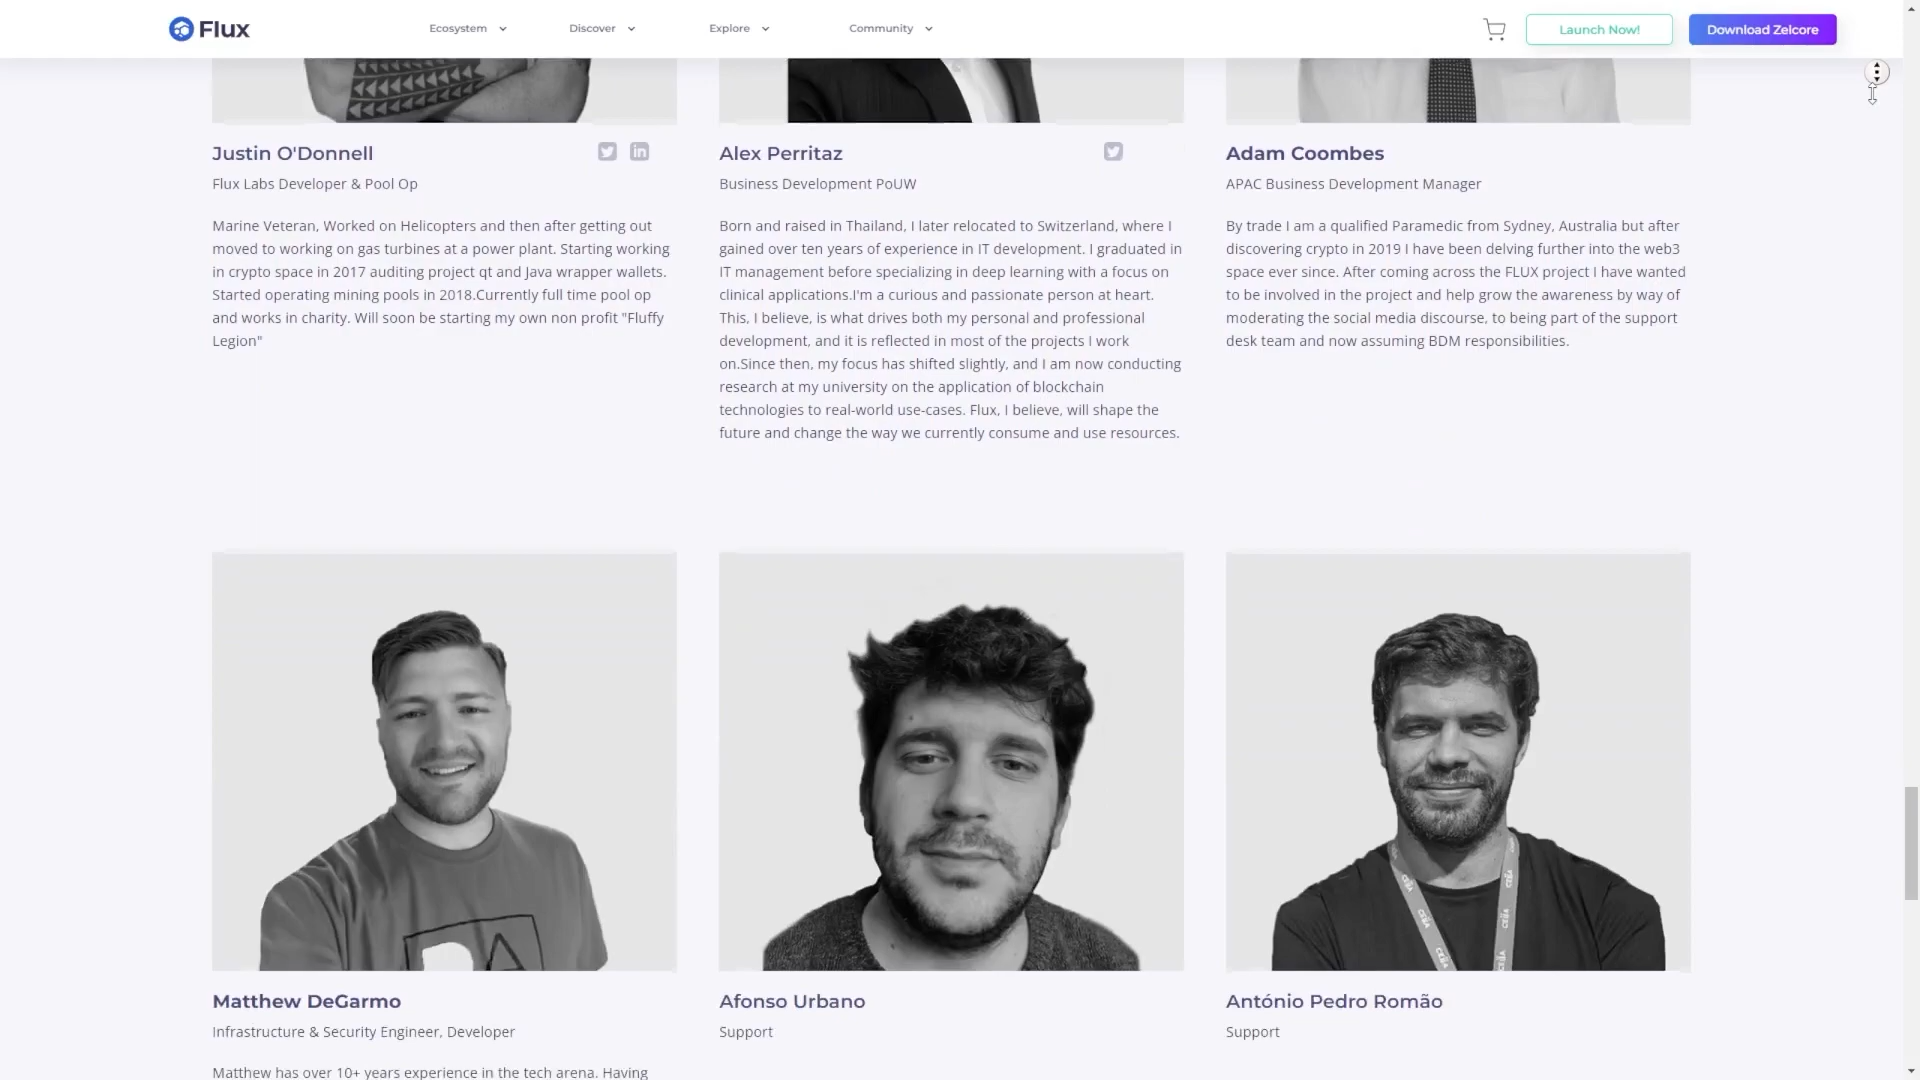 Flux
Ecosystem
Discover
Explore
Community
Launch Now!
Download Zelcore
Justin O'Donnell
Flux Labs Developer & Pool Op
Marine Veteran, Worked on Helicopters and then after getting out
moved to working on gas turbines at a power plant. Starting working
in crypto space in 2017 auditing project qt and Java wrapper wallets.
Started operating mining pools in 2018.Currently full time pool op
and works in charity. Will soon be starting my own non profit "Fluffy
Legion"
Alex Perritaz
Business Development PoUW
Born and raised in Thailand, I later relocated to Switzerland, where I
gained over ten years of experience in IT development. I graduated in
IT management before specializing in deep learning with a focus on
clinical applications.I'm a curious and passionate person at heart.
This, I believe, is what drives both my personal and professional
development, and it is reflected in most of the projects I work
on.Since then, my focus has shifted slightly, and I am now conducting
research at my university on the application of blockchain
technologies to real-world use-cases. Flux, I believe, will shape the
future and change the way we currently consume and use resources.
Adam Coombes
APAC Business Development Manager
By trade I am a qualified Paramedic from Sydney, Australia but after
discovering crypto in 2019 I have been delving further into the web3
space ever since. After coming across the FLUX project I have wanted
to be involved in the project and help grow the awareness by way of
moderating the social media discourse, to being part of the support
desk team and now assuming BDM responsibilities.
Matthew DeGarmo
Infrastructure & Security Engineer, Developer
Matthew has over 10+ years experience in the tech arena. Having
Afonso Urbano
Support
António Pedro Romão
Support